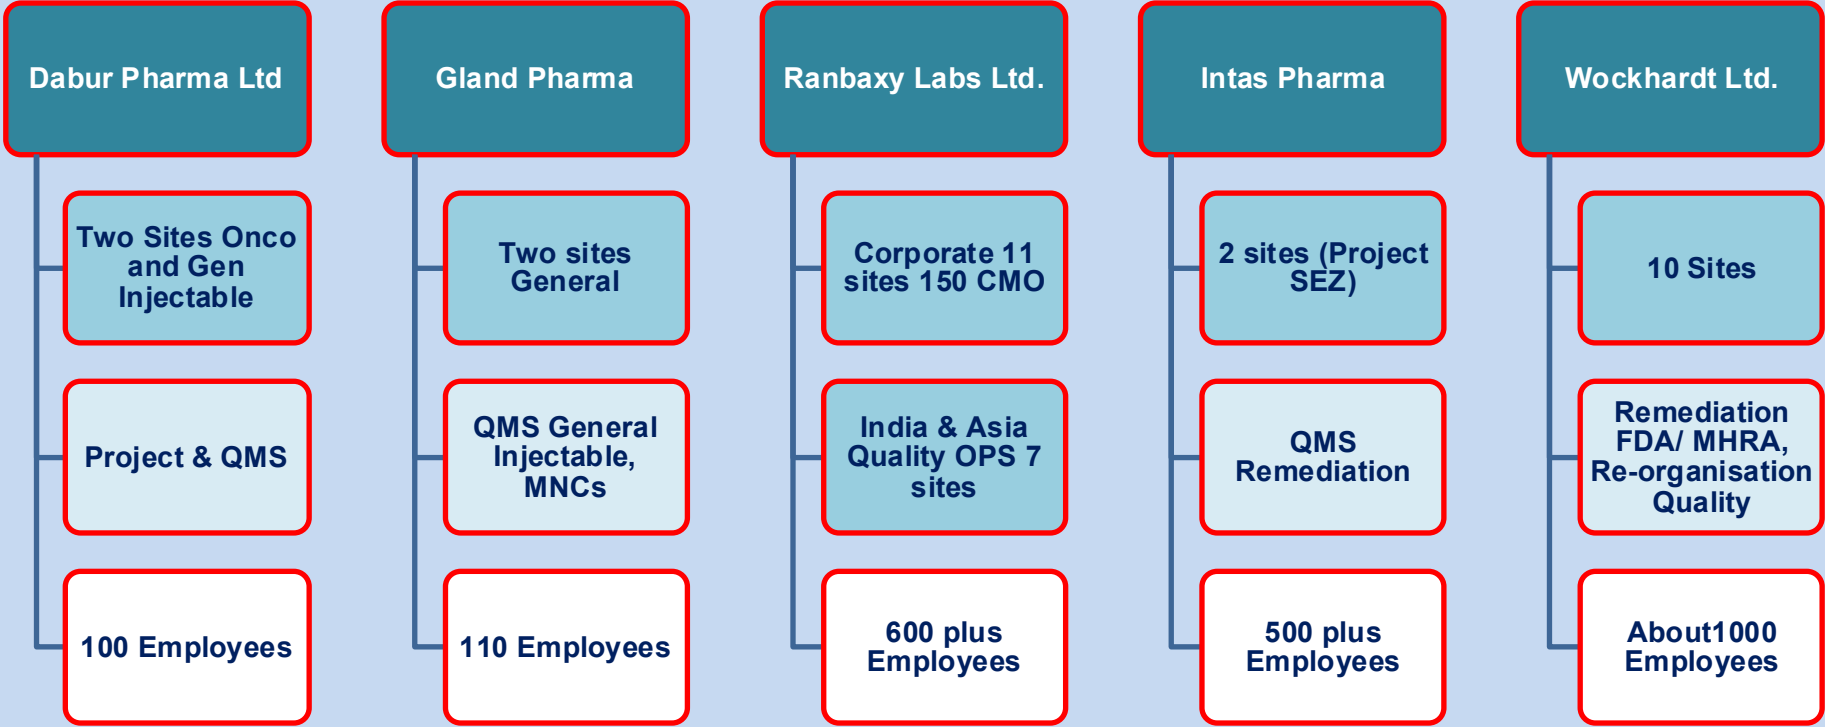 Dabur Pharma Ltd
Two Sites Onco
and Gen
Injectable
Project & QMS
100 Employees
Gland Pharma
Two sites
General
QMS General
Injectable,
MNCs
110 Employees
Ranbaxy Labs Ltd.
Corporate 11
sites 150 CMO
India & Asia
Quality OPS 7
sites
600 plus
Employees
Intas Pharma
2 sites (Project
SEZ)
QMS
Remediation
500 plus
Employees
Wockhardt Ltd.
10 Sites
Remediation
FDA/ MHRA,
Re-organisation
Quality
About1000
Employees